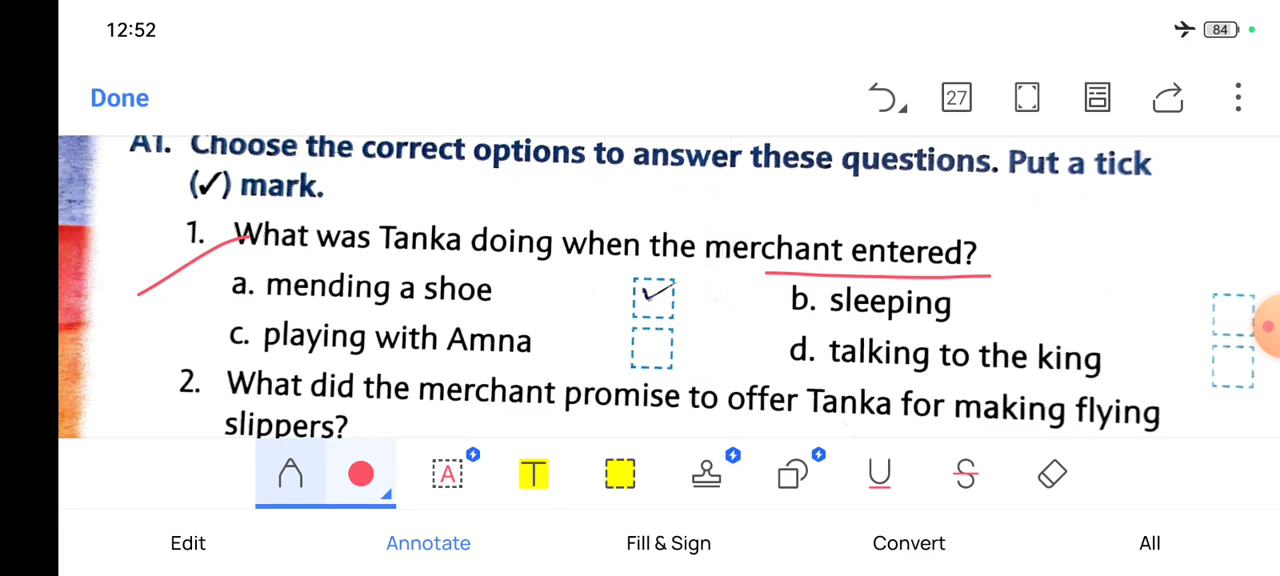 12:52
84
Done
27
A1. Choose the correct options to answer these questions. Put a tick
(✓) mark.
1. What was Tanka doing when the merchant entered?
a. mending a shoe
b. sleeping
c. playing with Amna
d. talking to the king
2. What did the merchant promise to offer Tanka for making flying
slippers?
A
T
U
S
Edit
Annotate
Fill & Sign
Convert
All